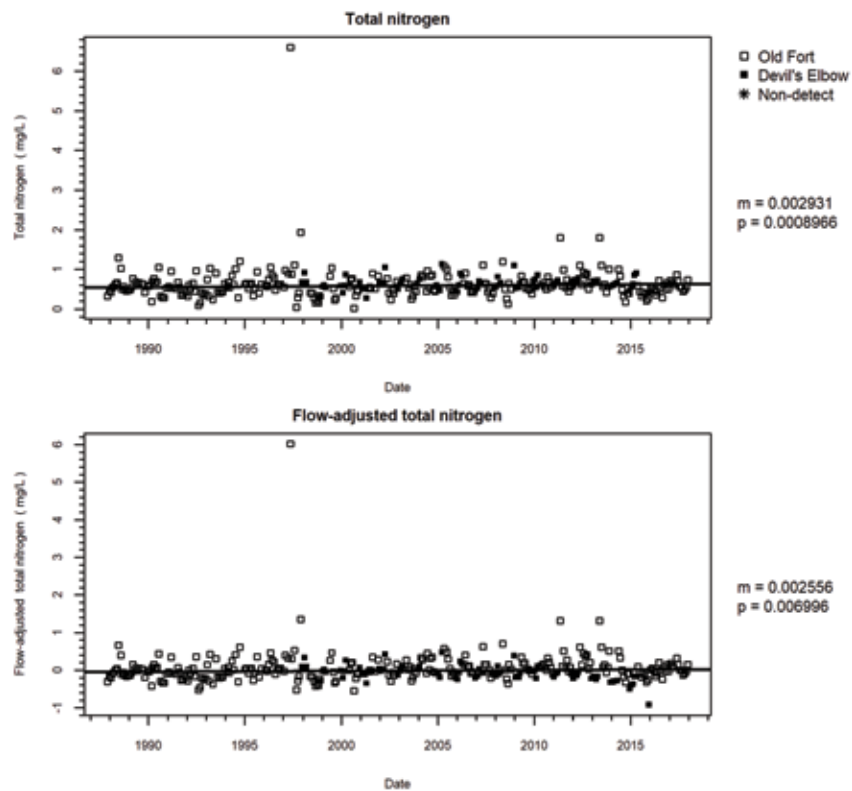 Total nitrogen
Total nitrogen ( mg/L )
6
5
4
3
2
1
0
1990 1995 2000 2005 2010 2015
Date
Old Fort
Devil's Elbow
Non-detect
m = 0.002931
p = 0.0008966
Flow-adjusted total nitrogen
Flow-adjusted total nitrogen ( mg/L )
6
5
4
3
2
1
0
-1
1990 1995 2000 2005 2010 2015
Date
m = 0.002556
p = 0.006996